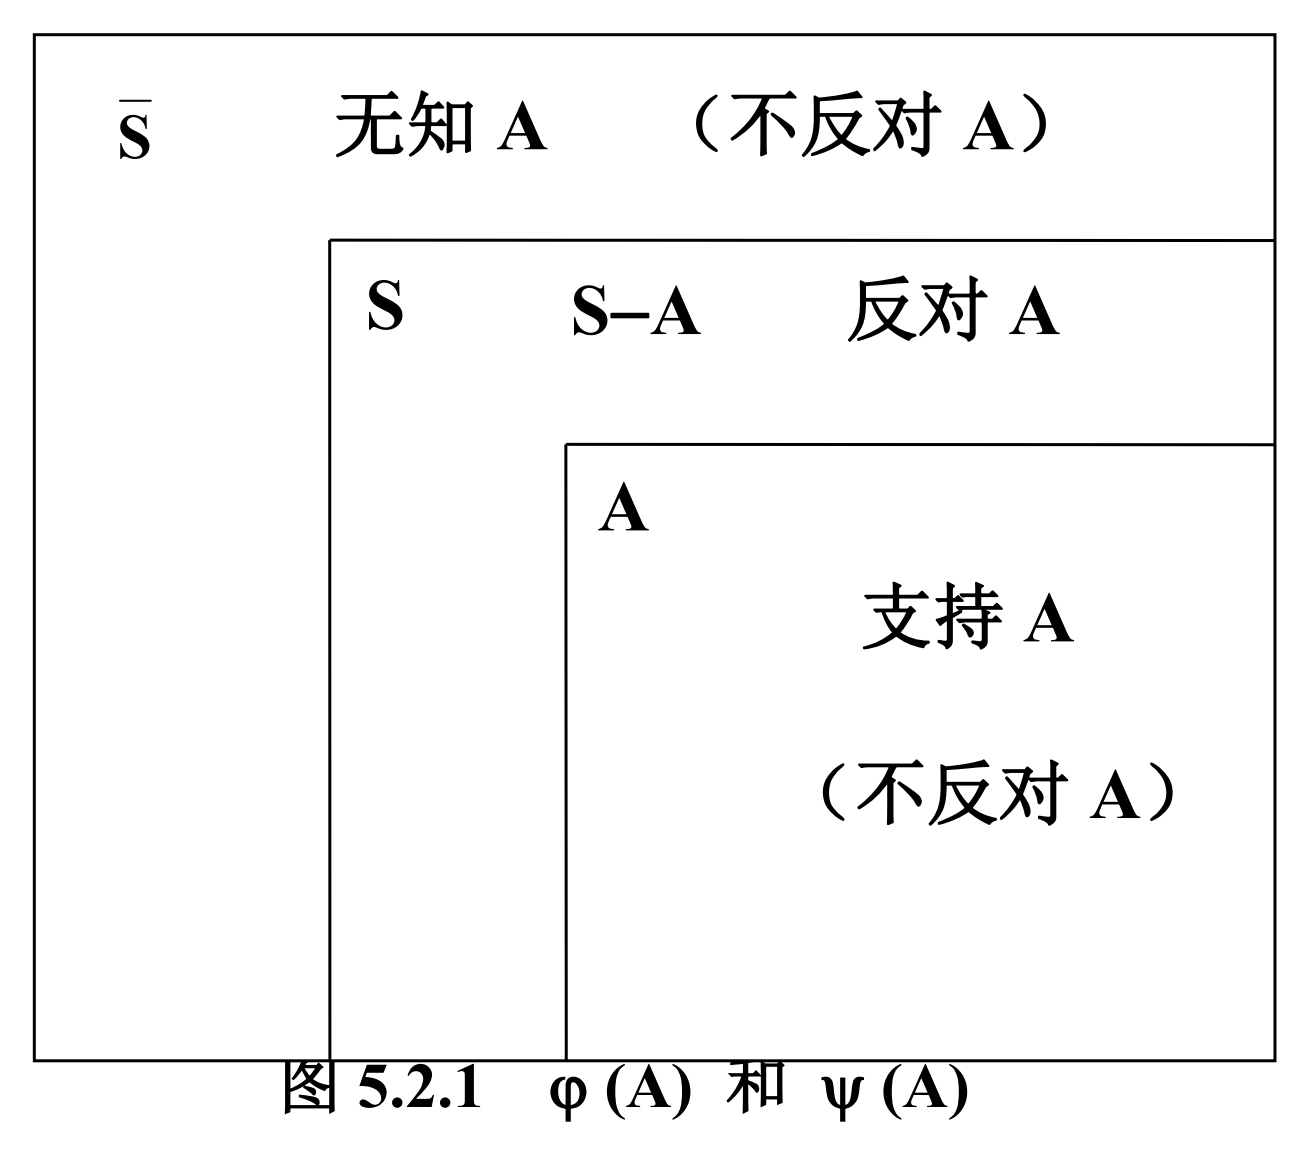 S̅ 无知 A （不反对 A）
S S–A 反对 A
A
支持 A
（不反对 A）
图 5.2.1 φ (A) 和 ψ (A)